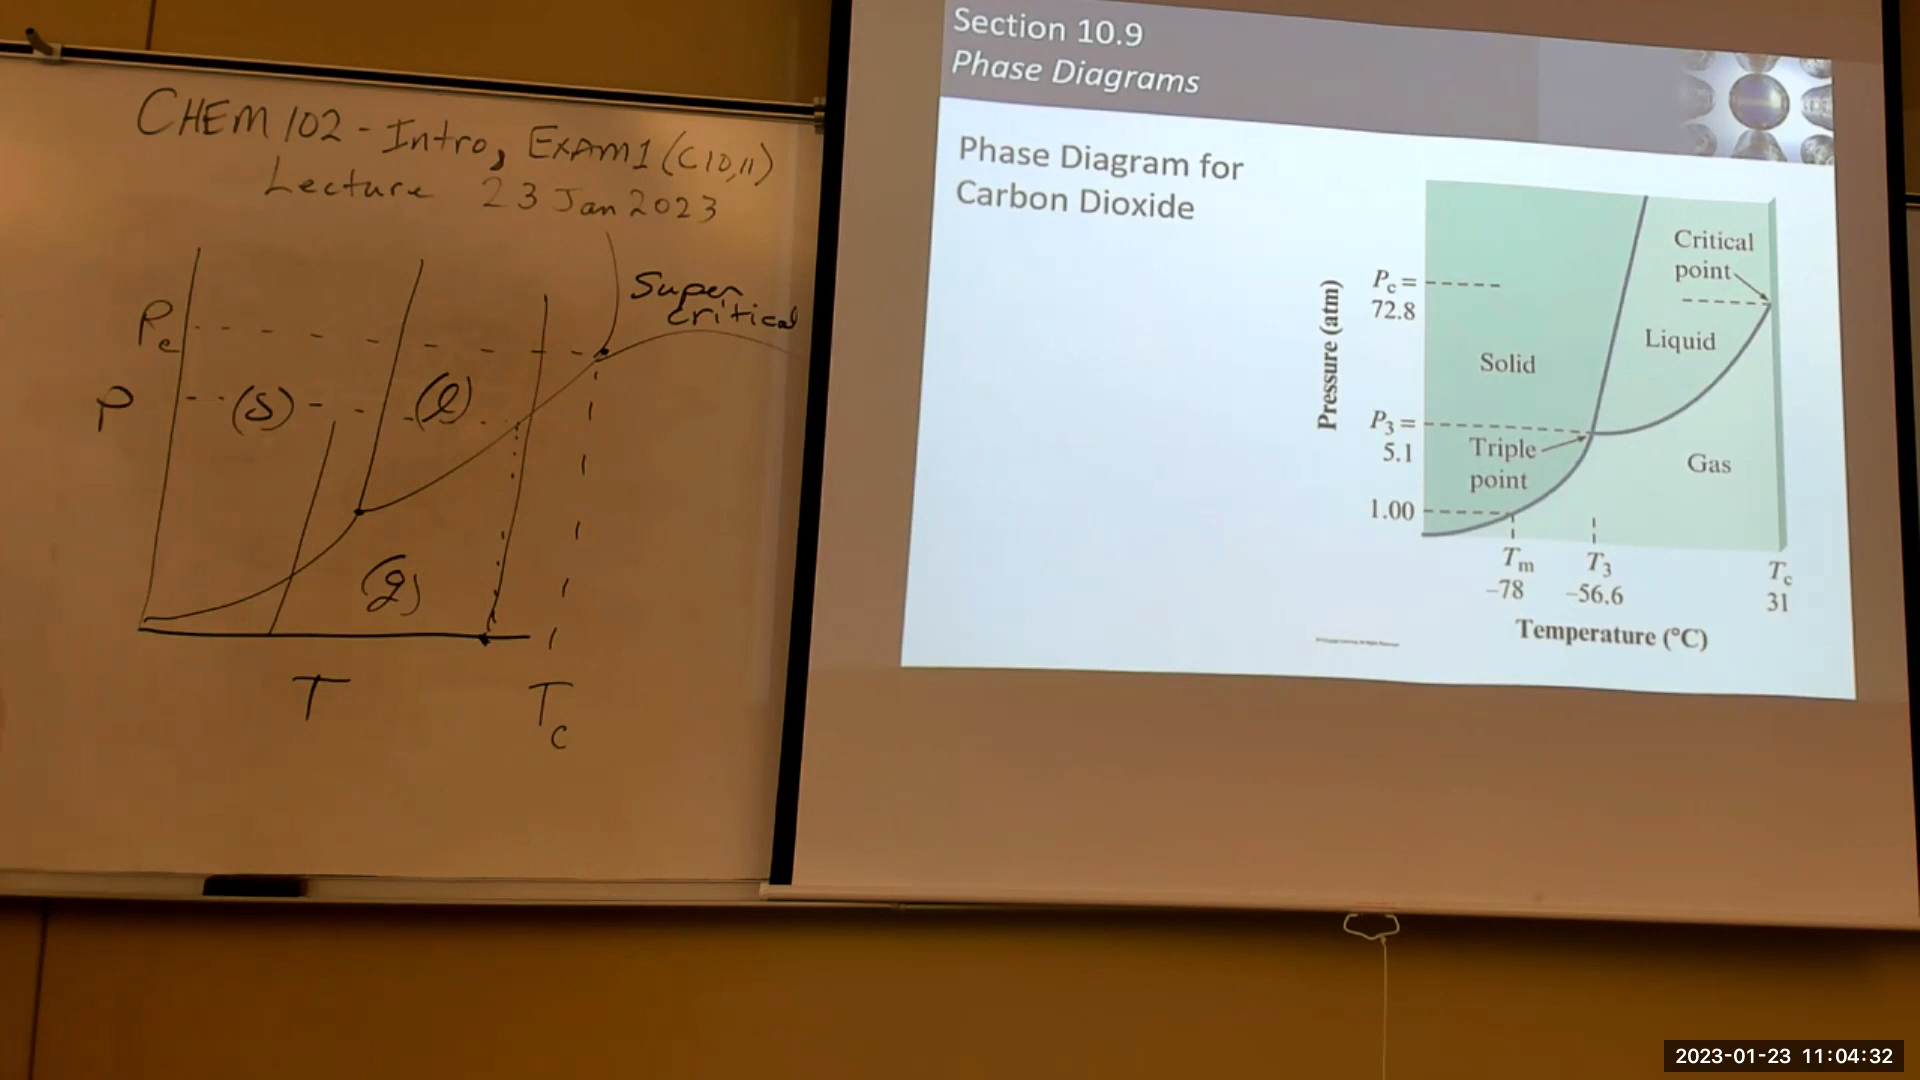 CHEM 102 - Intro, EXAM 1 (C10,11)
Lecture 23 Jan 2023
Super
critical
Pc
P
(s)
(l)
(g)
T
Tc
Section 10.9
Phase Diagrams
Phase Diagram for
Carbon Dioxide
Critical
point
Pc =
72.8
Liquid
Solid
Pressure (atm)
P3 =
5.1
Triple
point
Gas
1.00
Tm
–78
T3
–56.6
Tc
31
Temperature (°C)
2023-01-23 11:04:32